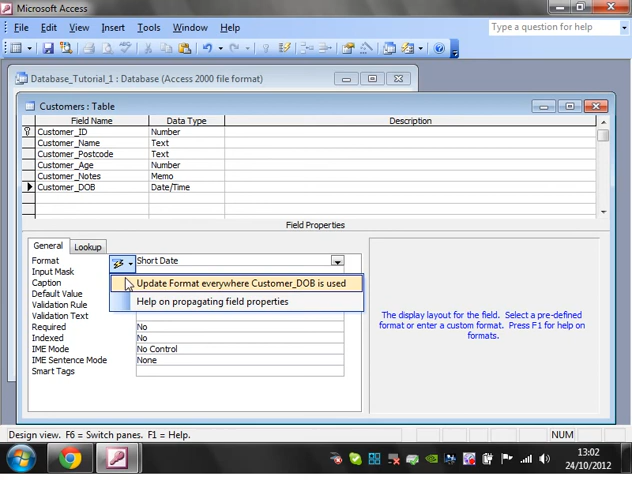 Microsoft Access
File Edit View Insert Tools Window Help
Type a question for help
Database_Tutorial_1 : Database (Access 2000 file format)
Customers : Table
Field Name Data Type Description
Customer_ID Number
Customer_Name Text
Customer_Postcode Text
Customer_Age Number
Customer_Notes Memo
Customer_DOB Date/Time
Field Properties
General Lookup
Format Short Date
Input Mask
Caption
Update Format everywhere Customer_DOB is used
Default Value
Help on propagating field properties
Validation Rule
Validation Text
Required No
Indexed No
IME Mode No Control
IME Sentence Mode None
Smart Tags
The display layout for the field. Select a pre-defined
format or enter a custom format. Press F1 for help on
formats.
Design view. F6 = Switch panes. F1 = Help.
NUM
13:02
24/10/2012